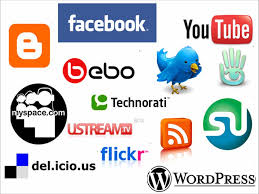 facebook
You Tube
bebo
myspace.com
Technorati
USTREAM TV
del.icio.us
flickr
WORDPRESS